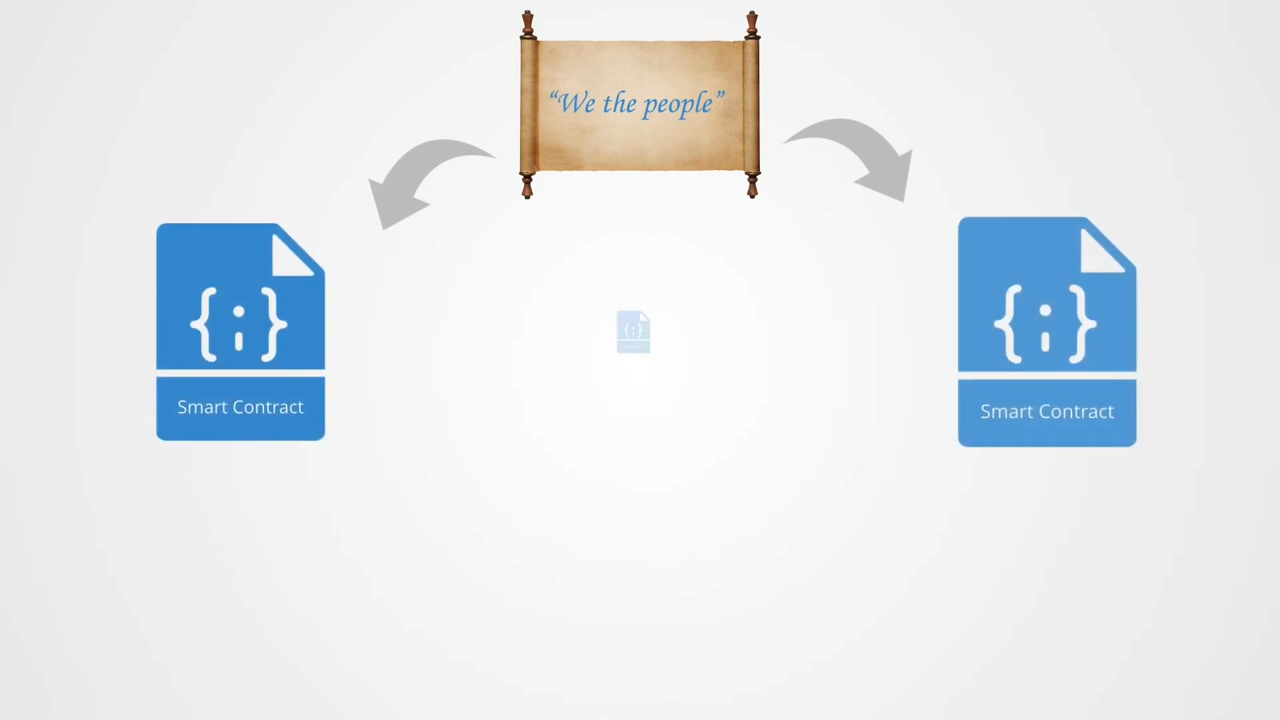 “We the people”
{;}
Smart Contract
{;}
Smart Contract
{;}